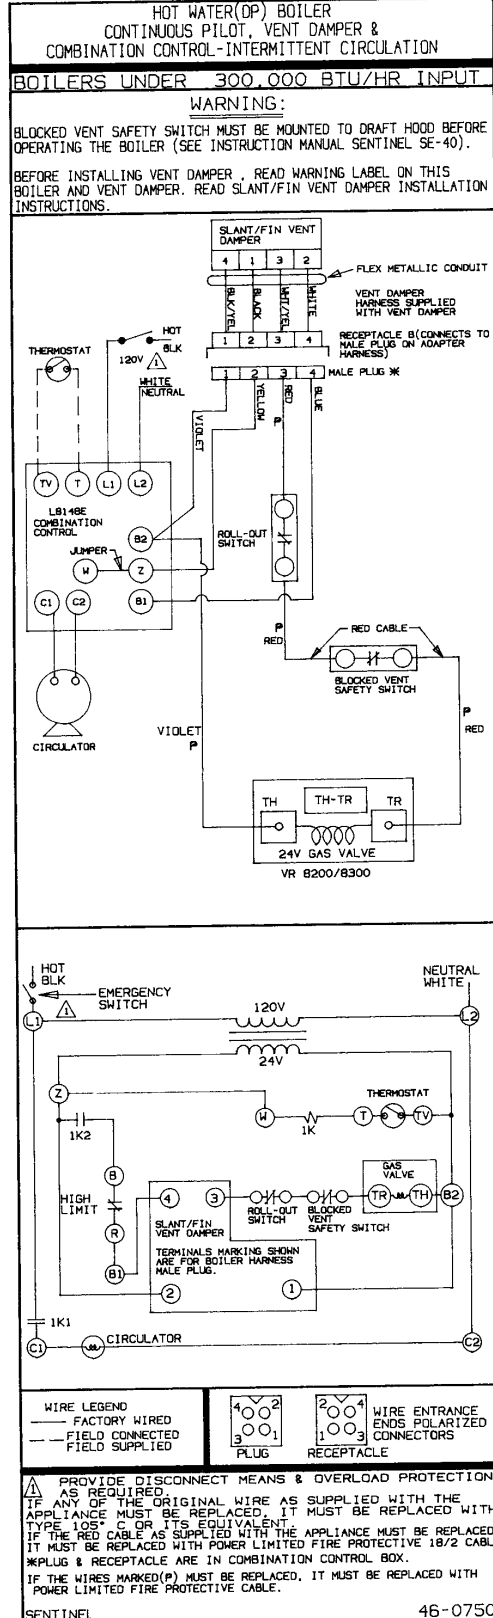 HOT WATER(DP) BOILER
CONTINUOUS PILOT, VENT DAMPER &
COMBINATION CONTROL-INTERMITTENT CIRCULATION
BOILERS UNDER 300,000 BTU/HR INPUT
WARNING:
BLOCKED VENT SAFETY SWITCH MUST BE MOUNTED TO DRAFT HOOD BEFORE
OPERATING THE BOILER (SEE INSTRUCTION MANUAL SENTINEL SE-40).
BEFORE INSTALLING VENT DAMPER , READ WARNING LABEL ON THIS
BOILER AND VENT DAMPER. READ SLANT/FIN VENT DAMPER INSTALLATION
INSTRUCTIONS.
SLANT/FIN VENT
DAMPER
4 1 3 2
FLEX METALLIC CONDUIT
BLK/YEL
BLACK
WHT/YEL
WHITE
VENT DAMPER
HARNESS SUPPLIED
WITH VENT DAMPER
1 2 3 4
RECEPTACLE B(CONNECTS TO
MALE PLUG ON ADAPTER
HARNESS)
1 2 3 4
MALE PLUG *
HOT
BLK
120V 1
THERMOSTAT
WHITE
NEUTRAL
VIOLET
YELLOW
RED
BLUE
P
TV T L1 L2
L8148E
COMBINATION
CONTROL
B2
JUMPER
W Z
C1 C2 B1
ROLL-OUT
SWITCH
P
RED
RED CABLE
BLOCKED VENT
SAFETY SWITCH
CIRCULATOR
VIOLET
P
P
RED
TH TH-TR TR
24V GAS VALVE
VR 8200/8300
HOT
BLK
EMERGENCY
SWITCH
1
NEUTRAL
WHITE
L1 120V L2
24V
Z
THERMOSTAT
W 1K T TV
1K2
B
HIGH
LIMIT
R
B1
4 3
ROLL-OUT
SWITCH
BLOCKED
VENT
SAFETY SWITCH
GAS
VALVE
TR TH B2
SLANT/FIN
VENT DAMPER
TERMINALS MARKING SHOWN
ARE FOR BOILER HARNESS
MALE PLUG.
2 1
1K1
C1 CIRCULATOR C2
WIRE LEGEND
FACTORY WIRED
FIELD CONNECTED
FIELD SUPPLIED
4 2
3 1
PLUG
2 4
1 3
RECEPTACLE
WIRE ENTRANCE
ENDS POLARIZED
CONNECTORS
1 PROVIDE DISCONNECT MEANS & OVERLOAD PROTECTION
AS REQUIRED.
IF ANY OF THE ORIGINAL WIRE AS SUPPLIED WITH THE
APPLIANCE MUST BE REPLACED, IT MUST BE REPLACED WITH
TYPE 105° C OR ITS EQUIVALENT.
IF THE RED CABLE AS SUPPLIED WITH THE APPLIANCE MUST BE REPLACED
IT MUST BE REPLACED WITH POWER LIMITED FIRE PROTECTIVE 18/2 CABL
*PLUG & RECEPTACLE ARE IN COMBINATION CONTROL BOX.
IF THE WIRES MARKED(P) MUST BE REPLACED, IT MUST BE REPLACED WITH
POWER LIMITED FIRE PROTECTIVE CABLE.
SENTINEL 46-0750